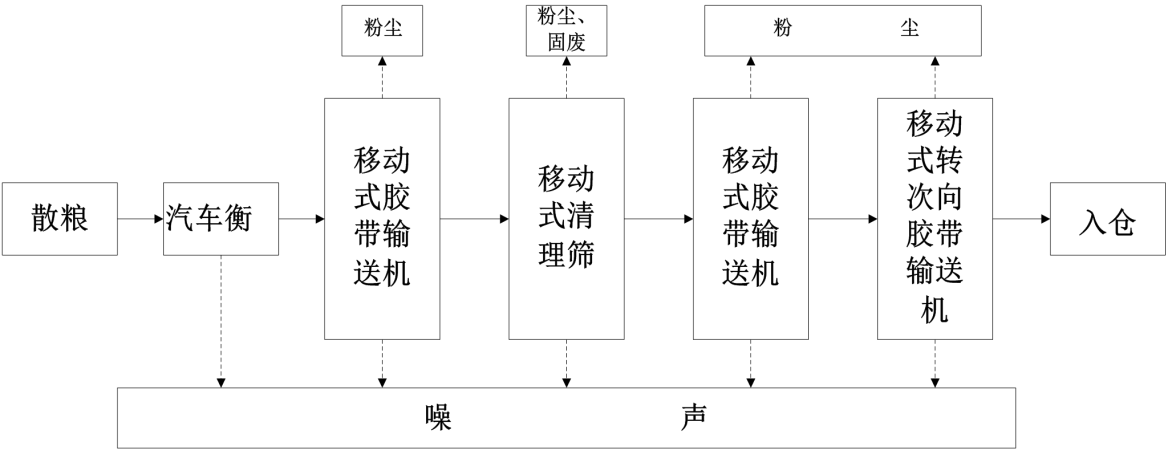 粉尘
粉尘、
固废
粉 尘
散粮
汽车衡
移动
式胶
带输
送机
移动
式清
理筛
移动
式胶
带输
送机
移动
式转
次向
胶带
输送
机
入仓
噪 声